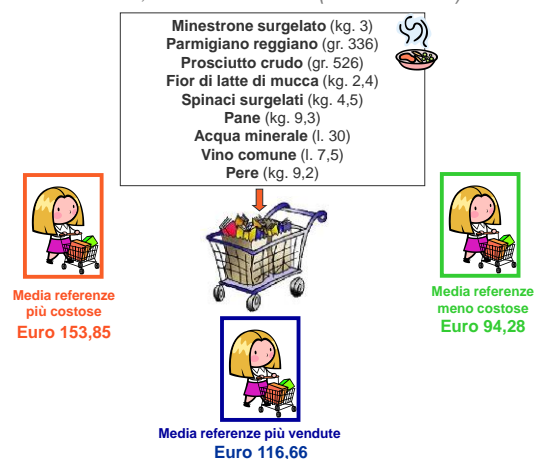 Minestrone surgelato (kg. 3)
Parmigiano reggiano (gr. 336)
Prosciutto crudo (gr. 526)
Fior di latte di mucca (kg. 2,4)
Spinaci surgelati (kg. 4,5)
Pane (kg. 9,3)
Acqua minerale (l. 30)
Vino comune (l. 7,5)
Pere (kg. 9,2)
Media referenze
più costose
Euro 153,85
Media referenze
meno costose
Euro 94,28
Media referenze più vendute
Euro 116,66